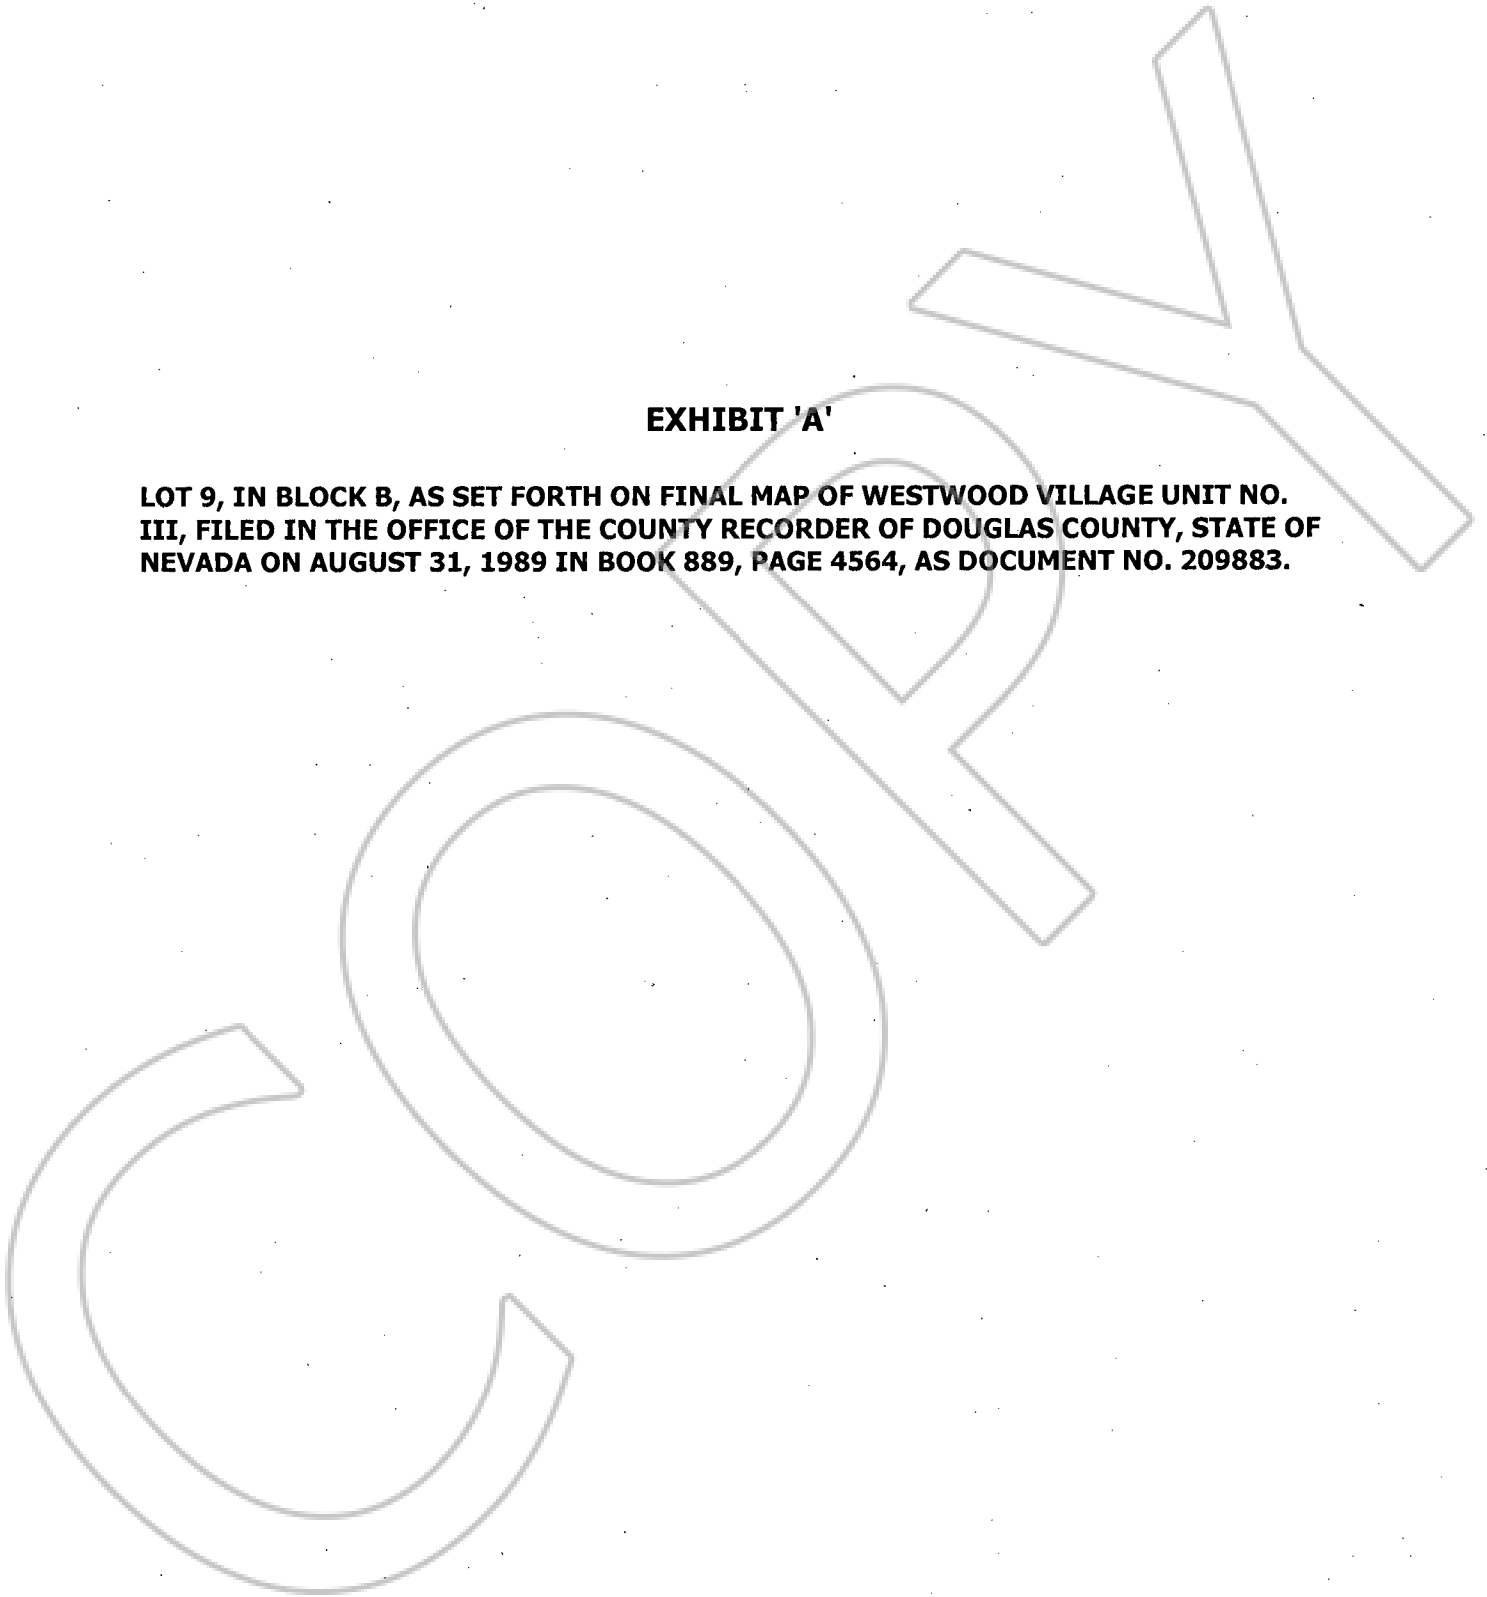 EXHIBIT 'A'
LOT 9, IN BLOCK B, AS SET FORTH ON FINAL MAP OF WESTWOOD VILLAGE UNIT NO.
III, FILED IN THE OFFICE OF THE COUNTY RECORDER OF DOUGLAS COUNTY, STATE OF
NEVADA ON AUGUST 31, 1989 IN BOOK 889, PAGE 4564, AS DOCUMENT NO. 209883.
COPY